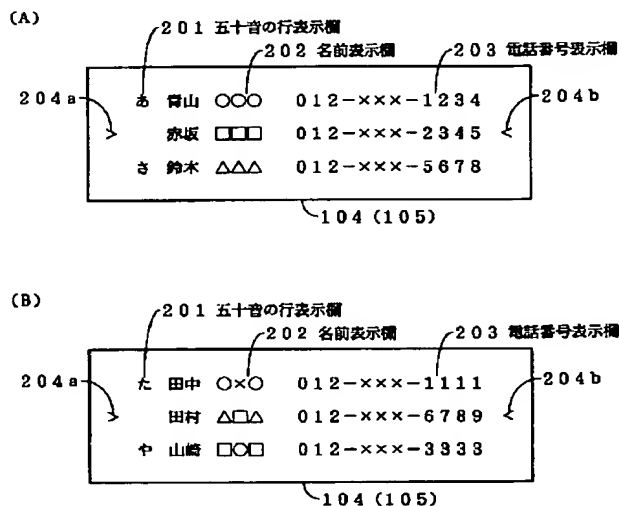 (A)
201 五十音の行表示欄
202 名前表示欄
203 電話番号表示欄
204a
204b
あ 青山 ○○○ 012-×××-1234
> 赤坂 □□□ 012-×××-2345 <
さ 鈴木 △△△ 012-×××-5678
104(105)
(B)
201 五十音の行表示欄
202 名前表示欄
203 電話番号表示欄
204a
204b
た 田中 ○×○ 012-×××-1111
> 田村 △□△ 012-×××-6789 <
や 山崎 □○□ 012-×××-3333
104(105)